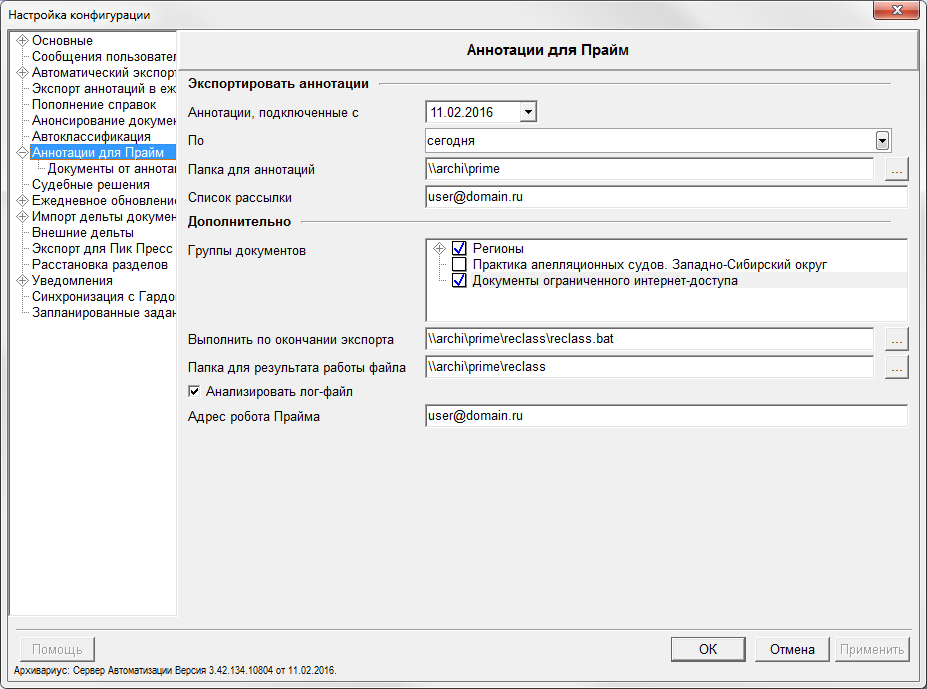 Настройка конфигурации
Основные
Сообщения пользовател
Автоматический экспорт
Экспорт аннотаций в еж
Пополнение справок
Анонсирование докумен
Автоклассификация
Аннотации для Прайм
Документы от аннота
Судебные решения
Ежедневное обновление
Импорт дельты докумен
Внешние дельты
Экспорт для Пик Пресс
Расстановка разделов
Уведомления
Синхронизация с Гардо
Запланированные задан
Аннотации для Прайм
Экспортировать аннотации
Аннотации, подключенные с 11.02.2016
По сегодня
Папка для аннотаций \\archi\prime ...
Список рассылки user@domain.ru
Дополнительно
Группы документов
Регионы
Практика апелляционных судов. Западно-Сибирский округ
Документы ограниченного интернет-доступа
Выполнить по окончании экспорта \\archi\prime\reclass\reclass.bat ...
Папка для результата работы файла \\archi\prime\reclass ...
Анализировать лог-файл
Адрес робота Прайма user@domain.ru
Помощь OK Отмена Применить
Архивариус: Сервер Автоматизации Версия 3.42.134.10804 от 11.02.2016.